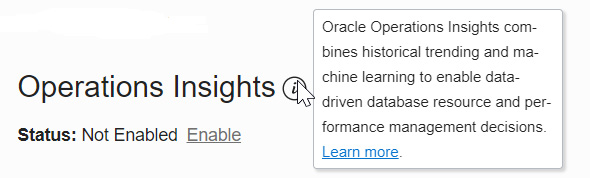 Operations Insights
Status: Not Enabled Enable
Oracle Operations Insights com-
bines historical trending and ma-
chine learning to enable data-
driven database resource and per-
formance management decisions.
Learn more.